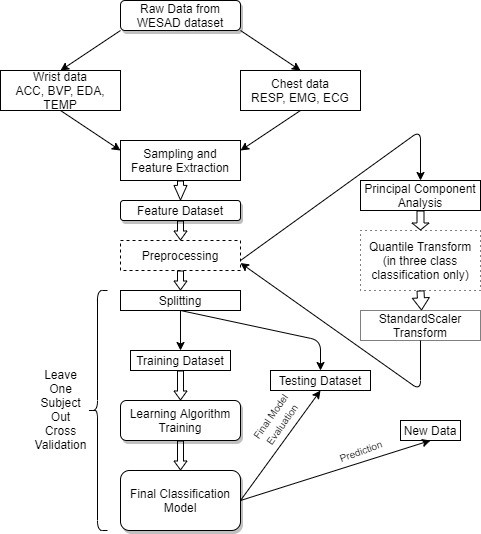 Raw Data from
WESAD dataset
Wrist data
ACC, BVP, EDA,
TEMP
Chest data
RESP, EMG, ECG
Sampling and
Feature Extraction
Feature Dataset
Preprocessing
Principal Component
Analysis
Quantile Transform
(in three class
classification only)
StandardScaler
Transform
Splitting
Training Dataset
Testing Dataset
Learning Algorithm
Training
Final Classification
Model
Leave
One
Subject
Out
Cross
Validation
Final Model
Evaluation
Prediction
New Data